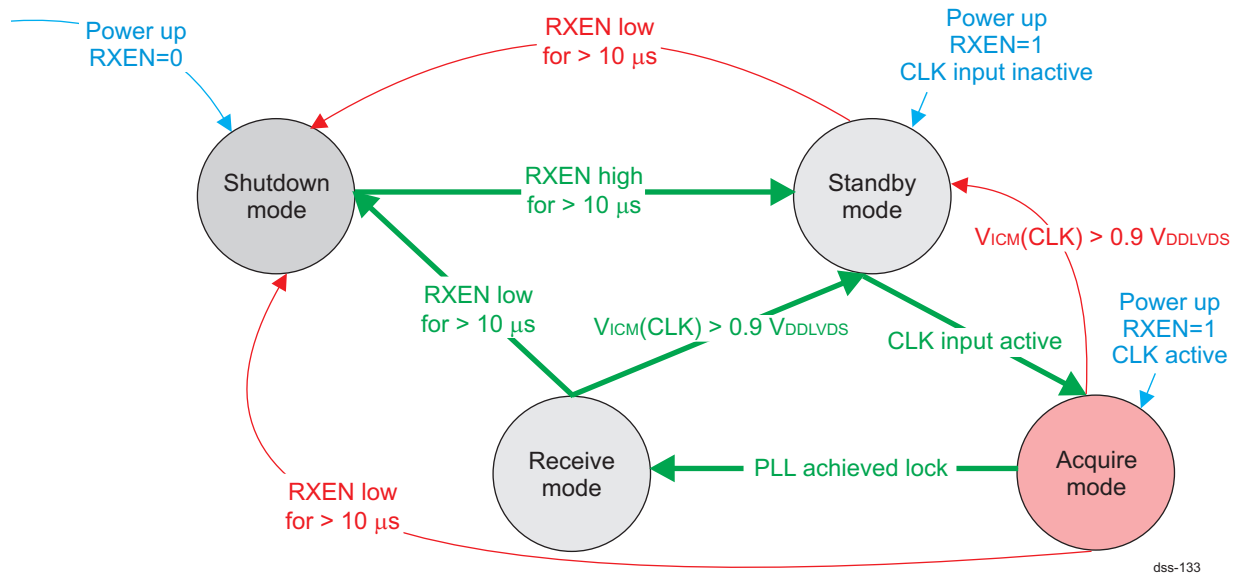 Power up
RXEN=0
RXEN low
for > 10 μs
Power up
RXEN=1
CLK input inactive
Shutdown
mode
RXEN high
for > 10 μs
Standby
mode
VICM(CLK) > 0.9 VDDLVDS
RXEN low
for > 10 μs
VICM(CLK) > 0.9 VDDLVDS
CLK input active
Power up
RXEN=1
CLK active
Receive
mode
PLL achieved lock
Acquire
mode
RXEN low
for > 10 μs
dss-133